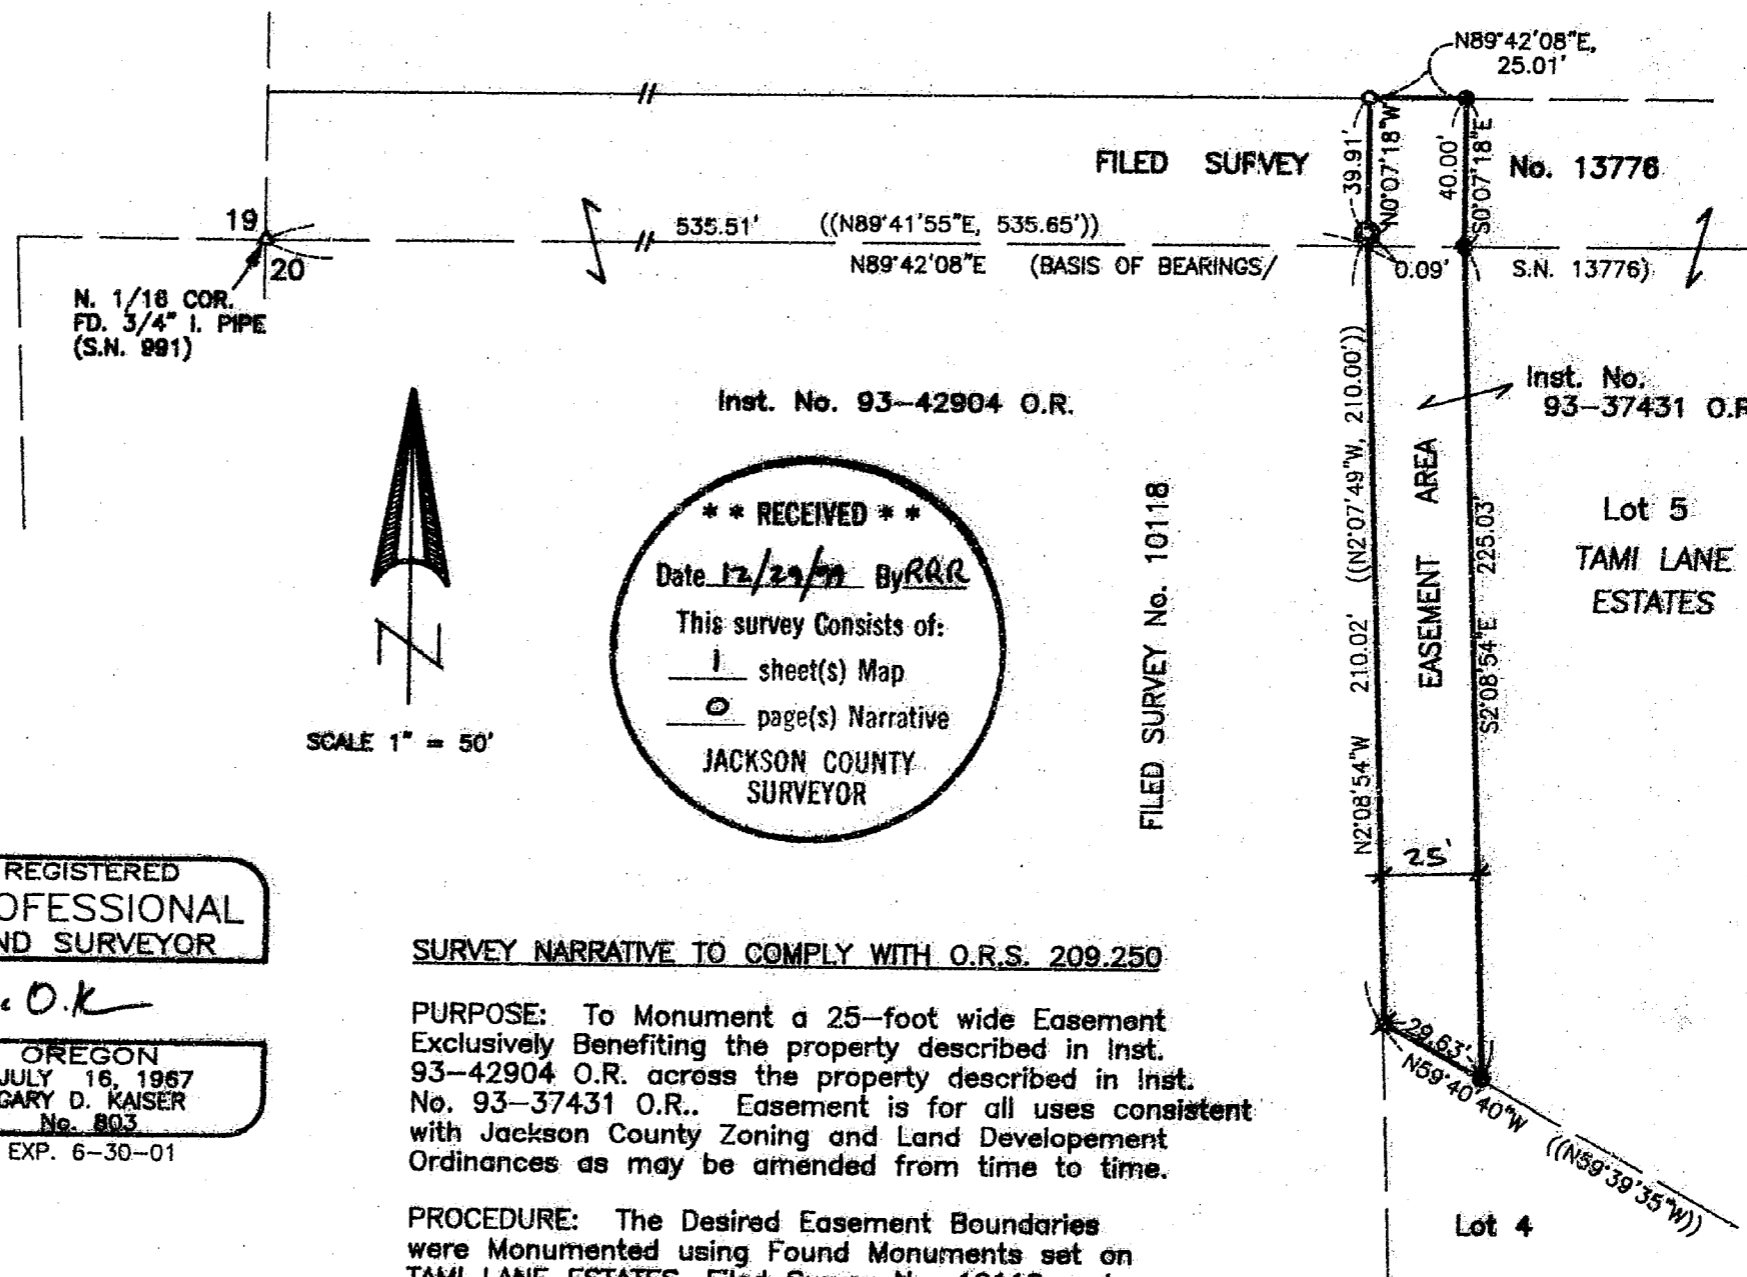 N89°42'08"E,
25.01'
FILED SURVEY No. 13776
39.91'
N0°07'18"W
40.00'
S0°07'18"E
19
20
535.51' ((N89°41'55"E, 535.65'))
N89°42'08"E (BASIS OF BEARINGS/ S.N. 13776)
0.09'
N. 1/16 COR.
FD. 3/4" I. PIPE
(S.N. 991)
Inst. No. 93-42904 O.R.
Inst. No.
93-37431 O.R
* * RECEIVED * *
Date 12/29/99 By RRR
This survey Consists of:
1 sheet(s) Map
0 page(s) Narrative
JACKSON COUNTY
SURVEYOR
SCALE 1" = 50'
FILED SURVEY No. 10118
N2°08'54"W 210.02' ((N2°07'49"W, 210.00'))
EASEMENT AREA
S2°08'54"E 225.03'
Lot 5
TAMI LANE
ESTATES
25'
29.63'
N59°40'40"W ((N59°39'35"W))
Lot 4
REGISTERED
OFESSIONAL
ND SURVEYOR
OREGON
JULY 16, 1967
GARY D. KAISER
No. 803
EXP. 6-30-01
SURVEY NARRATIVE TO COMPLY WITH O.R.S. 209.250
PURPOSE: To Monument a 25-foot wide Easement
Exclusively Benefiting the property described in Inst.
93-42904 O.R. across the property described in Inst.
No. 93-37431 O.R.. Easement is for all uses consistent
with Jackson County Zoning and Land Developement
Ordinances as may be amended from time to time.
PROCEDURE: The Desired Easement Boundaries
were Monumented using Found Monuments set on
TAMI LANE ESTATES, Filed Survey No. 10118